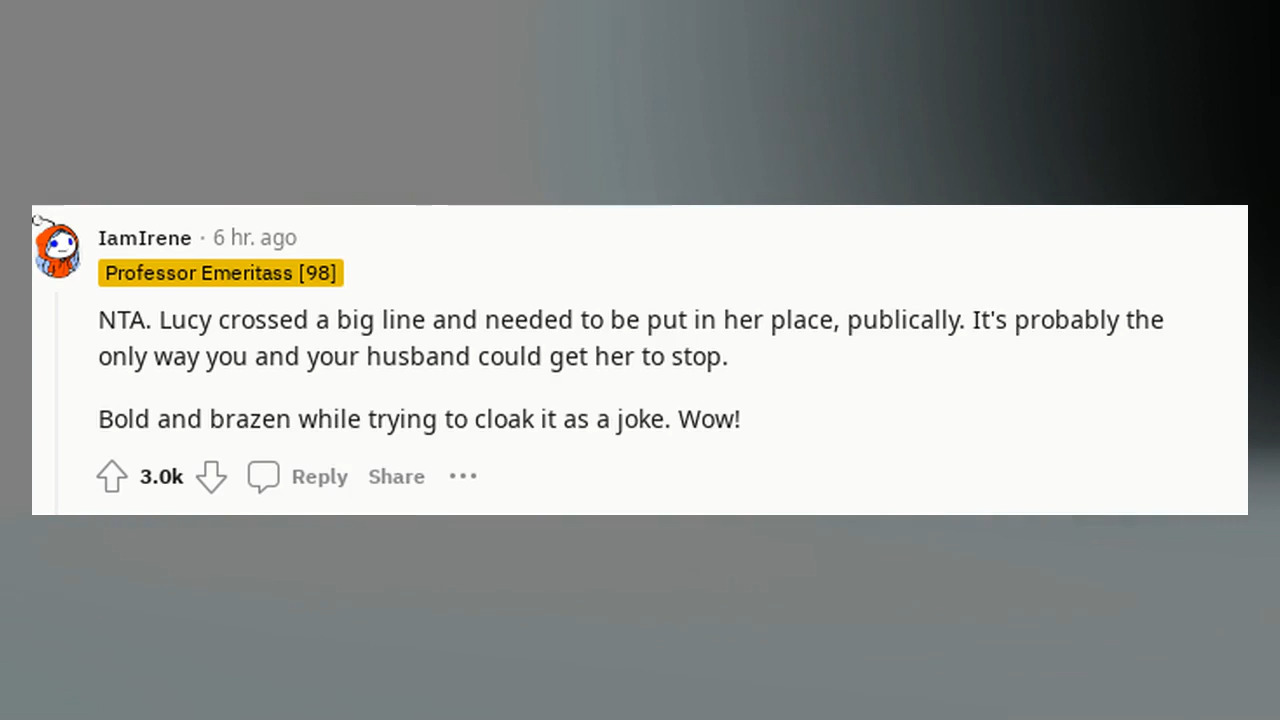 IamIrene · 6 hr. ago
Professor Emeritass [98]
NTA. Lucy crossed a big line and needed to be put in her place, publically. It's probably the
only way you and your husband could get her to stop.
Bold and brazen while trying to cloak it as a joke. Wow!
3.0k Reply Share ···